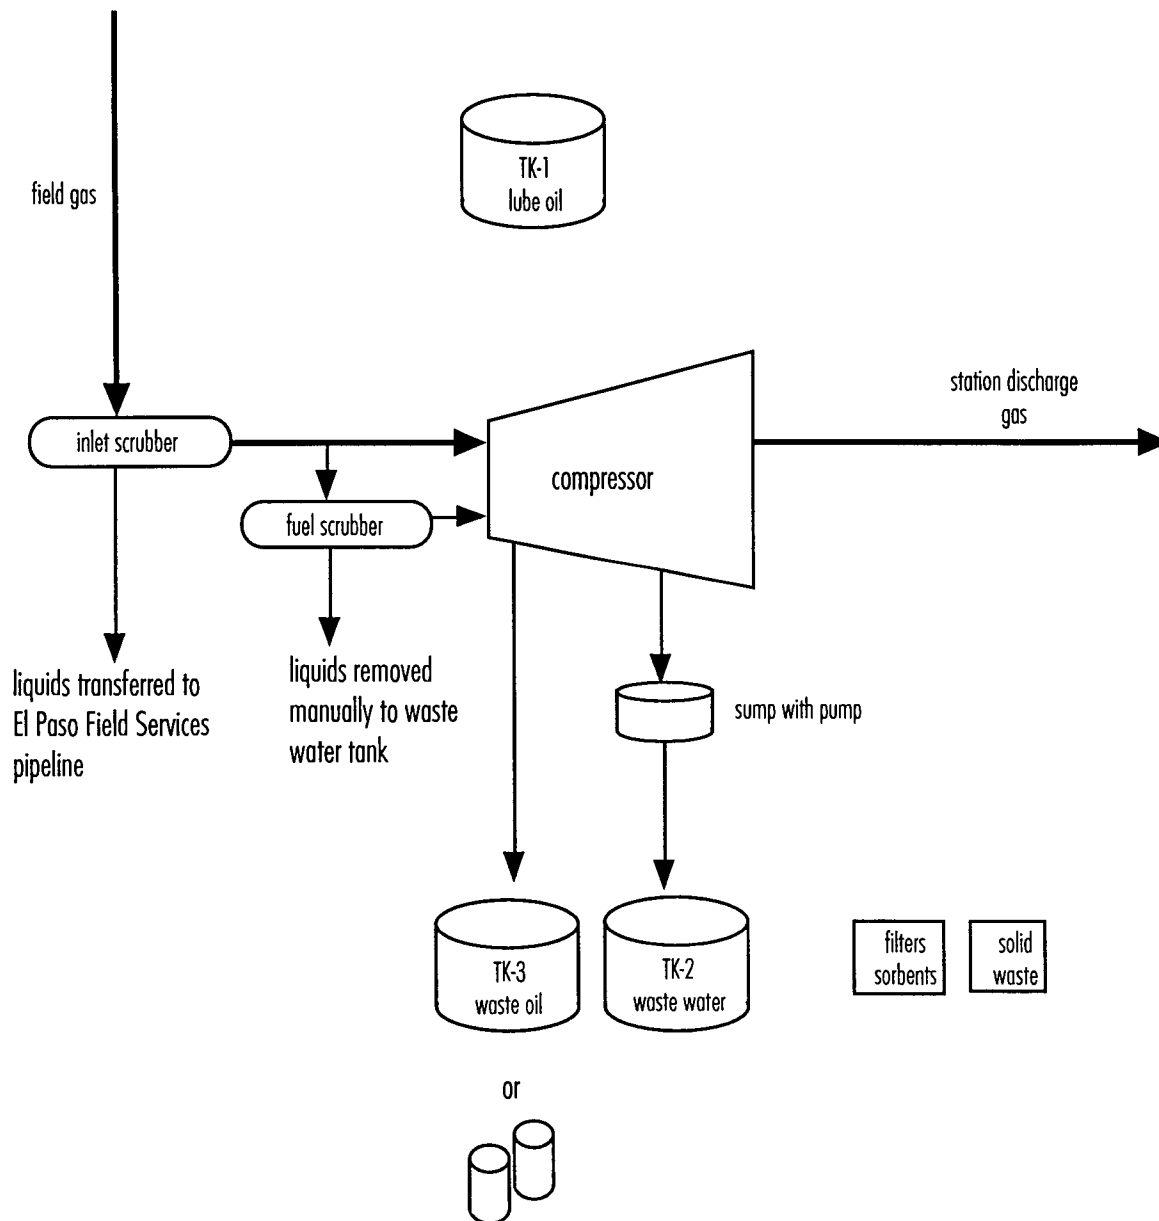 TK-1
lube oil
field gas
station discharge
gas
inlet scrubber
compressor
fuel scrubber
liquids transferred to
El Paso Field Services
pipeline
liquids removed
manually to waste
water tank
sump with pump
TK-3
waste oil
TK-2
waste water
filters
sorbents
solid
waste
or